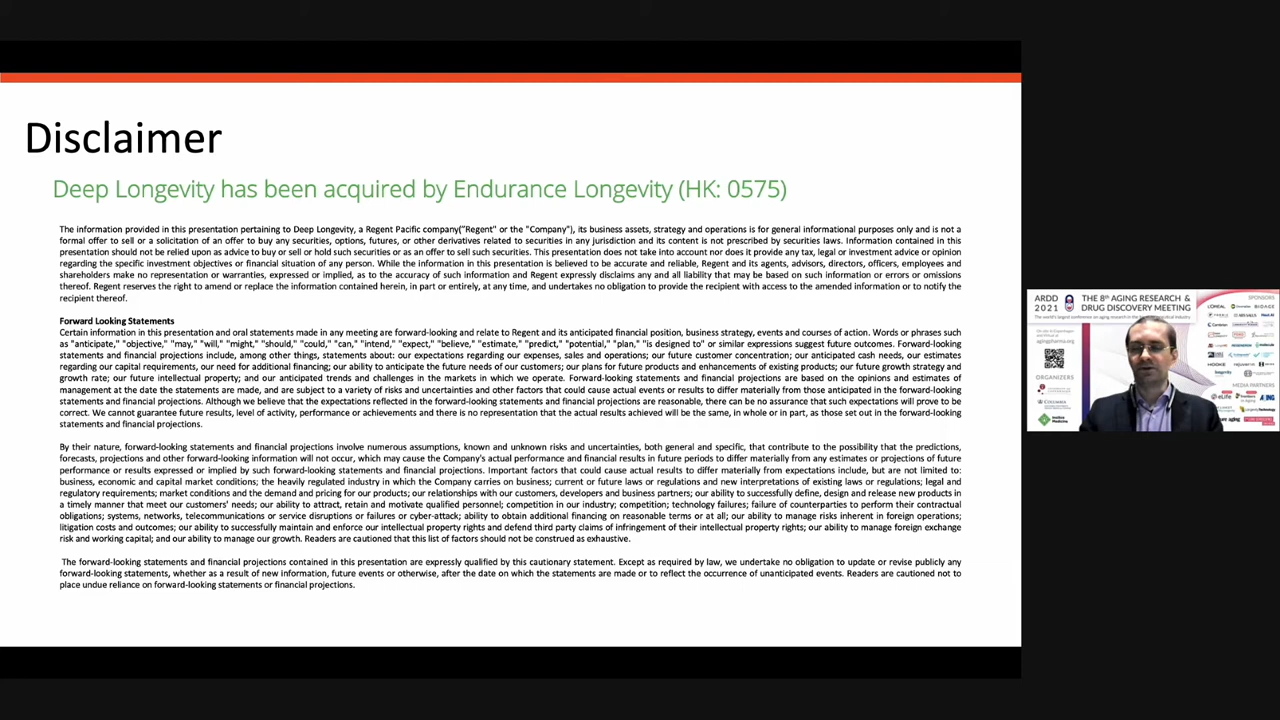 Disclaimer
Deep Longevity has been acquired by Endurance Longevity (HK: 0575)
The information provided in this presentation pertaining to Deep Longevity, a Regent Pacific company("Regent" or the "Company"), its business assets, strategy and operations is for general informational purposes only and is not a
formal offer to sell or a solicitation of an offer to buy any securities, options, futures, or other derivatives related to securities in any jurisdiction and its content is not prescribed by securities laws. Information contained in this
presentation should not be relied upon as advice to buy or sell or hold such securities or as an offer to sell such securities. This presentation does not take into account nor does it provide any tax, legal or investment advice or opinion
regarding the specific investment objectives or financial situation of any person. While the information in this presentation is believed to be accurate and reliable, Regent and its agents, advisors, directors, officers, employees and
shareholders make no representation or warranties, expressed or implied, as to the accuracy of such information and Regent expressly disclaims any and all liability that may be based on such information or errors or omissions
thereof. Regent reserves the right to amend or replace the information contained herein, in part or entirely, at any time, and undertakes no obligation to provide the recipient with access to the amended information or to notify the
recipient thereof.
Forward Looking Statements
Certain information in this presentation and oral statements made in any meeting are forward-looking and relate to Regent and its anticipated financial position, business strategy, events and courses of action. Words or phrases such
as "anticipate," "objective," "may," "will," "might," "should," "could," "can," "intend," "expect," "believe," "estimate," "predict," "potential," "plan," "is designed to" or similar expressions suggest future outcomes. Forward-looking
statements and financial projections include, among other things, statements about: our expectations regarding our expenses, sales and operations; our future customer concentration; our anticipated cash needs, our estimates
regarding our capital requirements, our need for additional financing; our ability to anticipate the future needs of our customers; our plans for future products and enhancements of existing products; our future growth strategy and
growth rate; our future intellectual property; and our anticipated trends and challenges in the markets in which we operate. Forward-looking statements and financial projections are based on the opinions and estimates of
management at the date the statements are made, and are subject to a variety of risks and uncertainties and other factors that could cause actual events or results to differ materially from those anticipated in the forward-looking
statements and financial projections. Although we believe that the expectations reflected in the forward-looking statements and financial projections are reasonable, there can be no assurance that such expectations will prove to be
correct. We cannot guarantee future results, level of activity, performance or achievements and there is no representation that the actual results achieved will be the same, in whole or in part, as those set out in the forward-looking
statements and financial projections.
By their nature, forward-looking statements and financial projections involve numerous assumptions, known and unknown risks and uncertainties, both general and specific, that contribute to the possibility that the predictions,
forecasts, projections and other forward-looking information will not occur, which may cause the Company's actual performance and financial results in future periods to differ materially from any estimates or projections of future
performance or results expressed or implied by such forward-looking statements and financial projections. Important factors that could cause actual results to differ materially from expectations include, but are not limited to:
business, economic and capital market conditions; the heavily regulated industry in which the Company carries on business; current or future laws or regulations and new interpretations of existing laws or regulations; legal and
regulatory requirements; market conditions and the demand and pricing for our products; our relationships with our customers, developers and business partners; our ability to successfully define, design and release new products in
a timely manner that meet our customers' needs; our ability to attract, retain and motivate qualified personnel; competition in our industry; competition; technology failures; failure of counterparties to perform their contractual
obligations; systems, networks, telecommunications or service disruptions or failures or cyber-attack; ability to obtain additional financing on reasonable terms or at all; our ability to manage risks inherent in foreign operations;
litigation costs and outcomes; our ability to successfully maintain and enforce our intellectual property rights and defend third party claims of infringement of their intellectual property rights; our ability to manage foreign exchange
risk and working capital; and our ability to manage our growth. Readers are cautioned that this list of factors should not be construed as exhaustive.
The forward-looking statements and financial projections contained in this presentation are expressly qualified by this cautionary statement. Except as required by law, we undertake no obligation to update or revise publicly any
forward-looking statements, whether as a result of new information, future events or otherwise, after the date on which the statements are made or to reflect the occurrence of unanticipated events. Readers are cautioned not to
place undue reliance on forward-looking statements or financial projections.
ARDD
2021
THE 8th AGING RESEARCH &
DRUG DISCOVERY MEETING
SPONSORS
ORGANIZERS
COLUMBIA
MEDIA PARTNERS
eLife